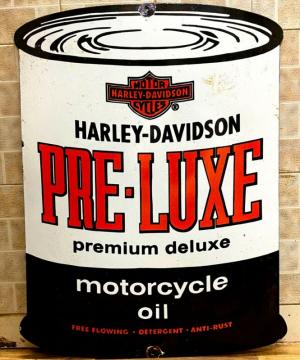 MOTOR
HARLEY-DAVIDSON
CYCLES
®
HARLEY-DAVIDSON
PRE-LUXE
premium deluxe
motorcycle
oil
FREE FLOWING • DETERGENT • ANTI-RUST